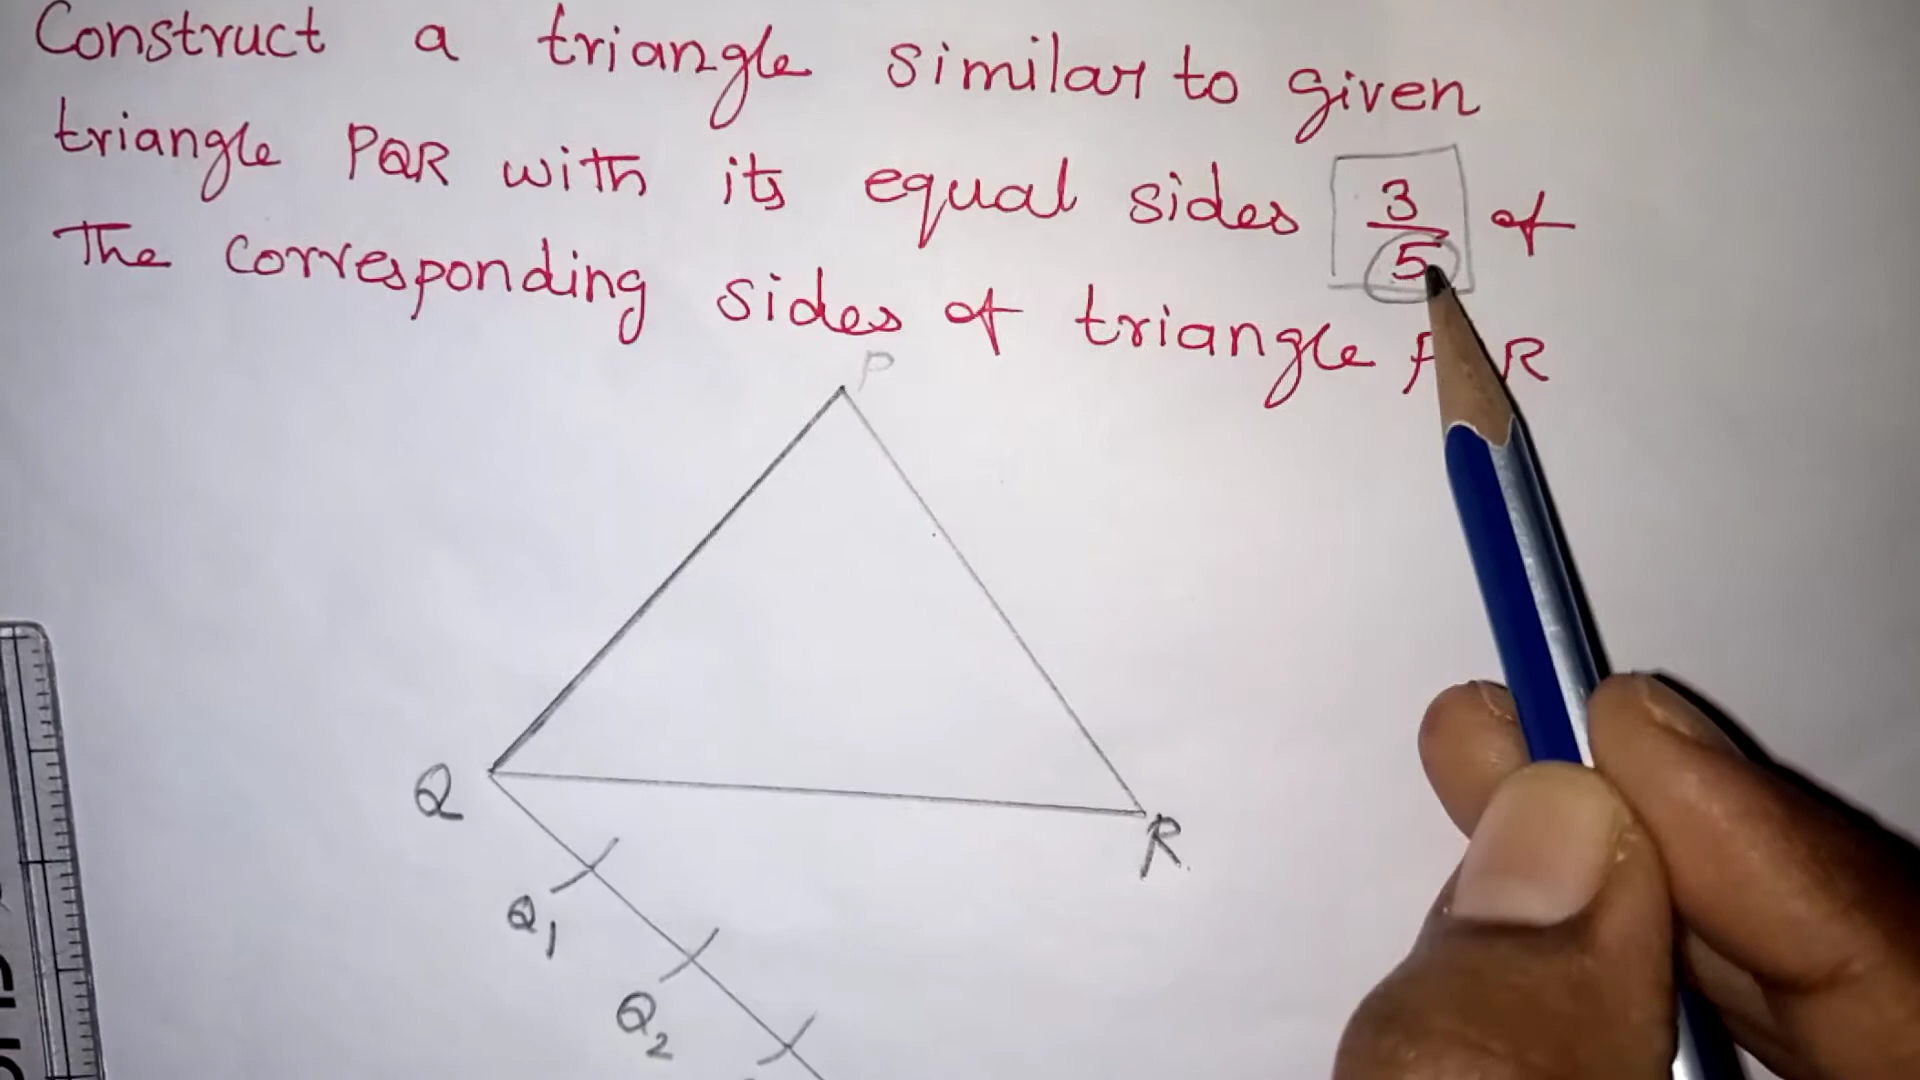 Construct a triangle similar to given
triangle PQR with its equal sides 3/5 of
The corresponding sides of triangle R
P
Q
R
Q1
Q2